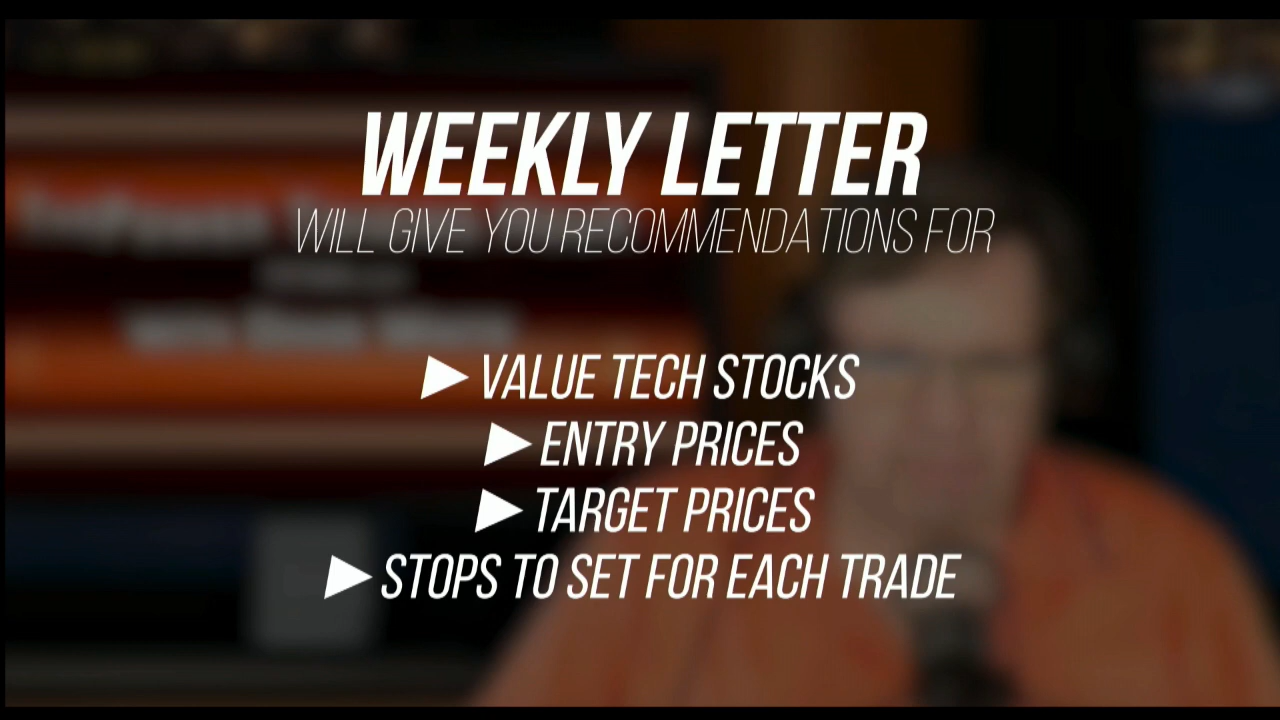 WEEKLY LETTER
WILL GIVE YOU RECOMMENDATIONS FOR
▶ VALUE TECH STOCKS
▶ ENTRY PRICES
▶ TARGET PRICES
▶ STOPS TO SET FOR EACH TRADE